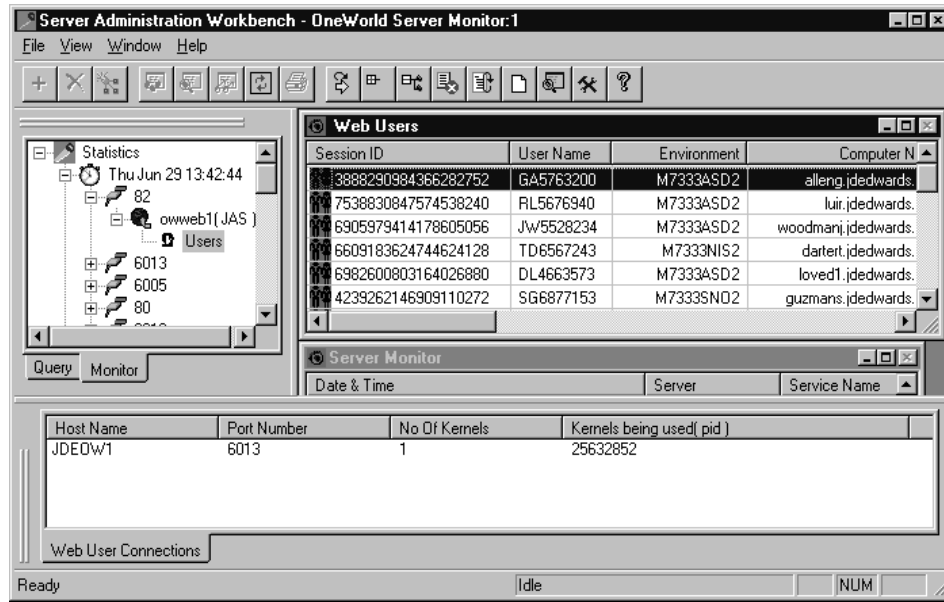 Server Administration Workbench - OneWorld Server Monitor:1
File View Window Help
Statistics
Thu Jun 29 13:42:44
82
owweb1( JAS )
Users
6013
6005
80
Query Monitor
Web Users
Session ID User Name Environment Computer N
3888290984366282752 GA5763200 M7333ASD2 alleng.jdedwards.
7538830847574538240 RL5676940 M7333ASD2 luir.jdedwards.
6905979414178605056 JW5528234 M7333ASD2 woodmanj.jdedwards.
6609183624744624128 TD6567243 M7333NIS2 dartert.jdedwards.
6982600803164026880 DL4663573 M7333ASD2 loved1.jdedwards.
4239262146909110272 SG6877153 M7333SNO2 guzmans.jdedwards.
Server Monitor
Date & Time Server Service Name
Host Name Port Number No Of Kernels Kernels being used( pid )
JDEOW1 6013 1 25632852
Web User Connections
Ready Idle NUM